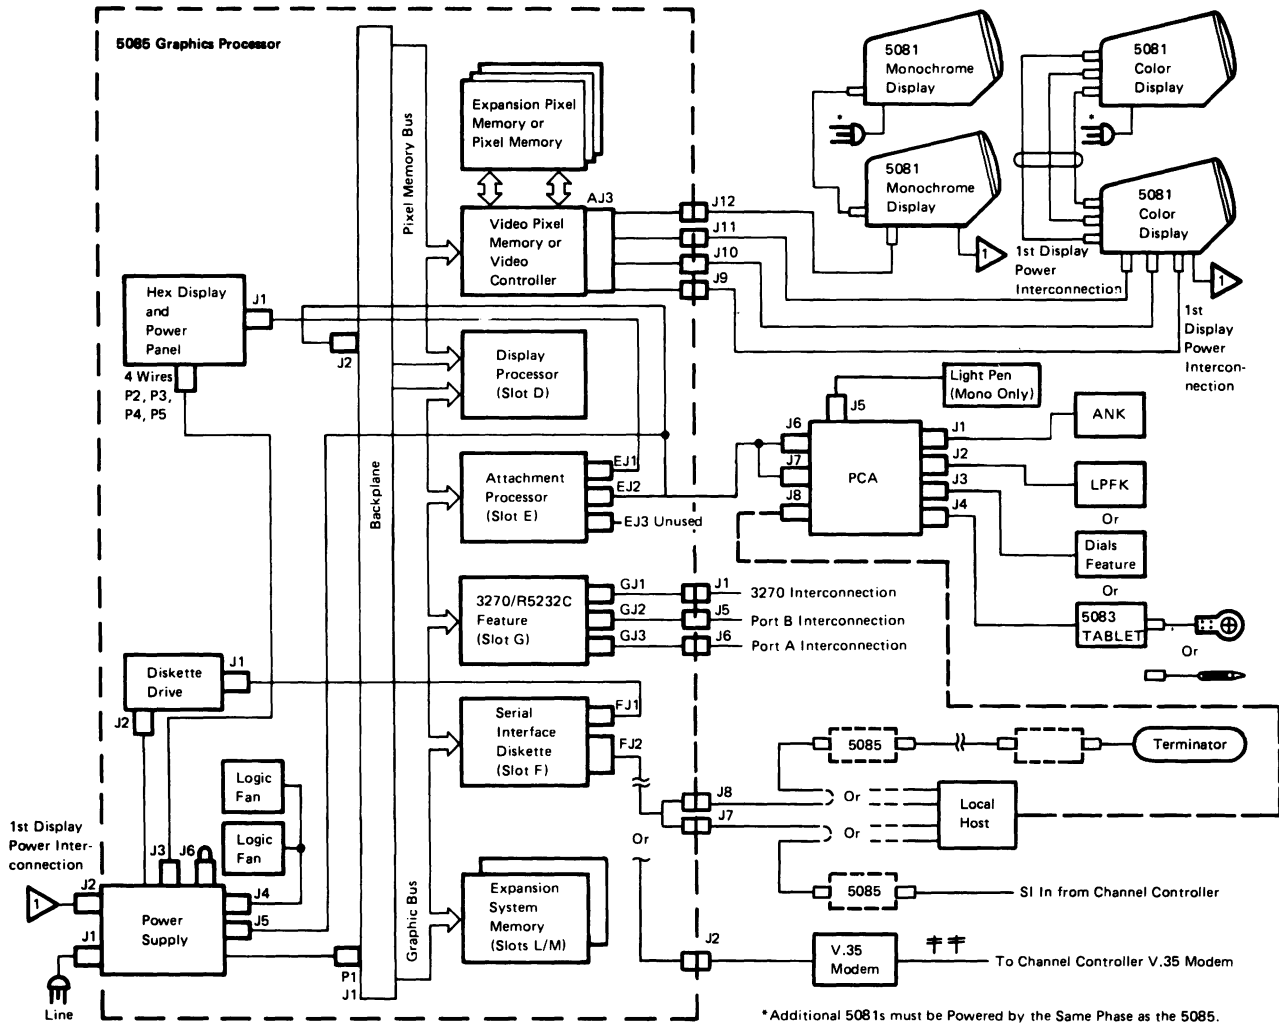 5085 Graphics Processor
Backplane
Pixel Memory Bus
Graphic Bus
Expansion Pixel
Memory or
Pixel Memory
AJ3
Video Pixel
Memory or
Video
Controller
J12
J11
J10
J9
5081
Monochrome
Display
*
5081
Monochrome
Display
1
5081
Color
Display
*
5081
Color
Display
1
1st Display
Power
Interconnection
1st
Display
Power
Intercon-
nection
Hex Display
and
Power
Panel
J1
4 Wires
P2, P3,
P4, P5
J2
Display
Processor
(Slot D)
Attachment
Processor
(Slot E)
EJ1
EJ2
EJ3 Unused
Light Pen
(Mono Only)
J5
J6
J7
J8
PCA
J1
J2
J3
J4
ANK
LPFK
Or
Dials
Feature
Or
5083
TABLET
Or
3270/R5232C
Feature
(Slot G)
GJ1
GJ2
GJ3
J1
J5
J6
3270 Interconnection
Port B Interconnection
Port A Interconnection
Diskette
Drive
J1
J2
Serial
Interface
Diskette
(Slot F)
FJ1
FJ2
5085
Terminator
J8
J7
Or
Or
Or
Local
Host
5085
SI In from Channel Controller
Logic
Fan
Logic
Fan
1st Display
Power Inter-
connection
1
J3
J6
J2
J1
J4
J5
Power
Supply
Line
P1
J1
Expansion
System
Memory
(Slots L/M)
J2
V.35
Modem
To Channel Controller V.35 Modem
*Additional 5081s must be Powered by the Same Phase as the 5085.